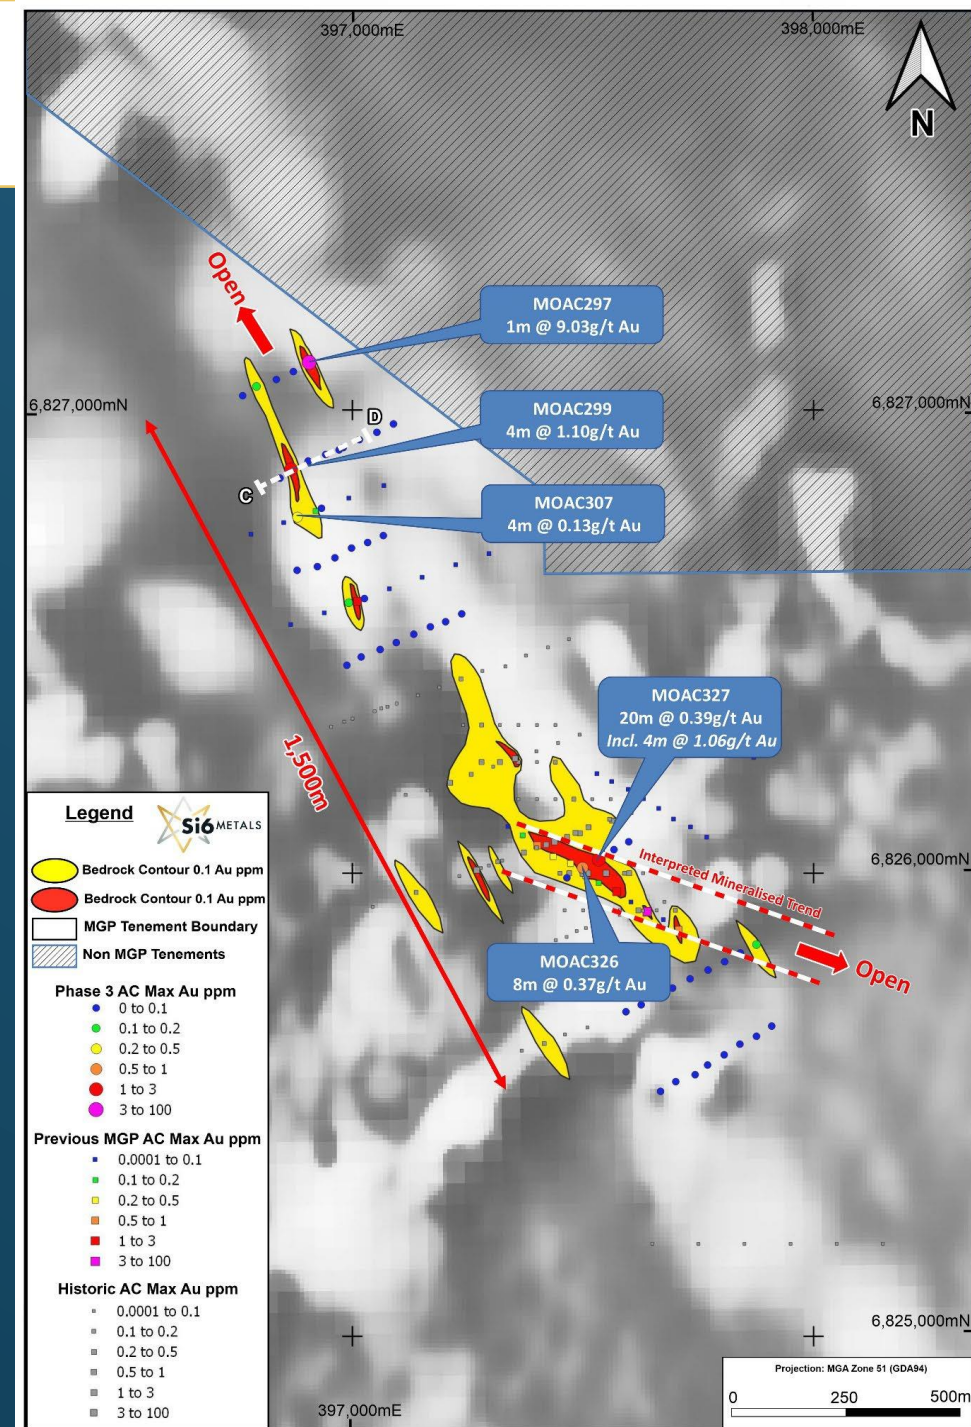 397,000mE
398,000mE
N
Open
MOAC297
1m @ 9.03g/t Au
6,827,000mN
6,827,000mN
MOAC299
4m @ 1.10g/t Au
D
C
MOAC307
4m @ 0.13g/t Au
MOAC327
20m @ 0.39g/t Au
Incl. 4m @ 1.06g/t Au
1,500m
Interpreted Mineralised Trend
6,826,000mN
Open
MOAC326
8m @ 0.37g/t Au
Legend
Si6 METALS
Bedrock Contour 0.1 Au ppm
Bedrock Contour 0.1 Au ppm
MGP Tenement Boundary
Non MGP Tenements
Phase 3 AC Max Au ppm
0 to 0.1
0.1 to 0.2
0.2 to 0.5
0.5 to 1
1 to 3
3 to 100
Previous MGP AC Max Au ppm
0.0001 to 0.1
0.1 to 0.2
0.2 to 0.5
0.5 to 1
1 to 3
3 to 100
Historic AC Max Au ppm
0.0001 to 0.1
0.1 to 0.2
0.2 to 0.5
0.5 to 1
1 to 3
3 to 100
6,825,000mN
397,000mE
Projection: MGA Zone 51 (GDA94)
0 250 500m